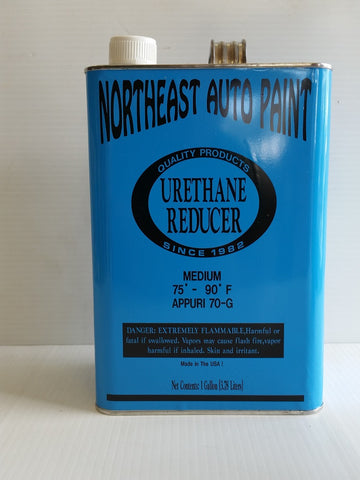 NORTHEAST AUTO PAINT
QUALITY PRODUCTS
URETHANE
REDUCER
SINCE 1982
MEDIUM
75° - 90° F
APPURI 70-G
DANGER: EXTREMELY FLAMMABLE,Harmful or
fatal if swallowed. Vapors may cause flash fire,vapor
harmful if inhaled. Skin and irritant.
Made in The USA !
Net Contents: 1 Gallon [3.78 Liters]